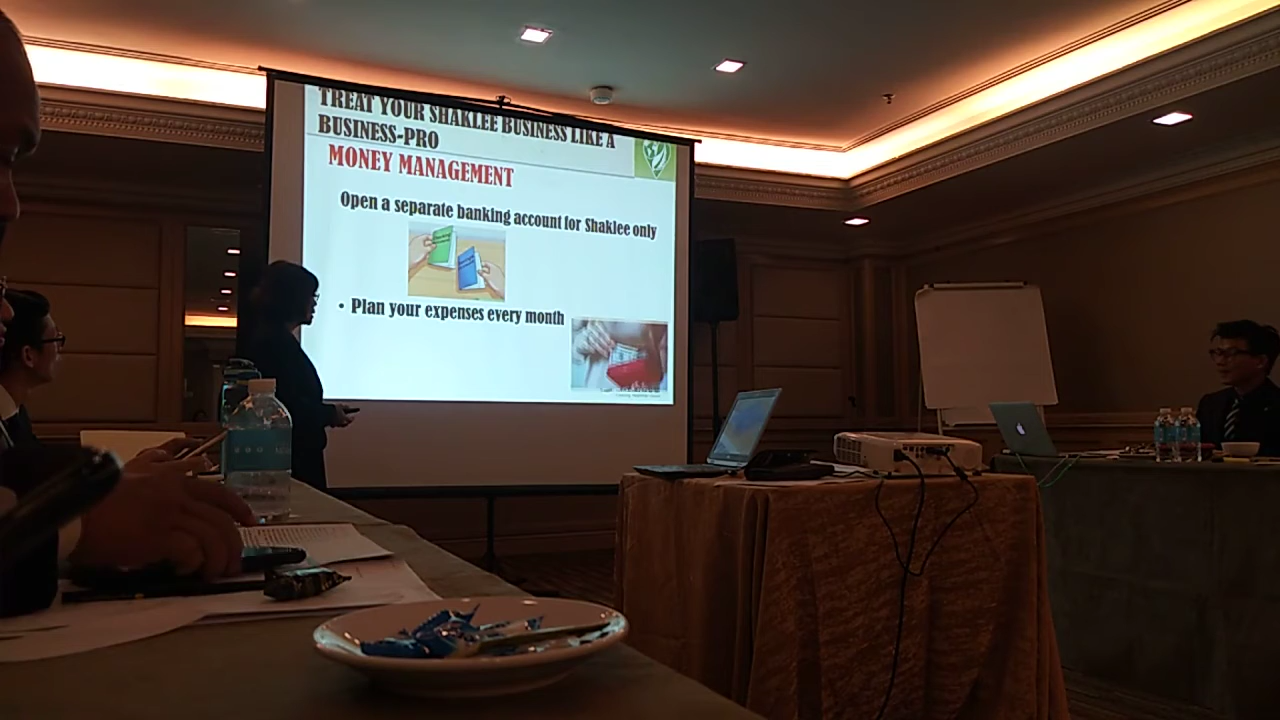 TREAT YOUR SHAKLEE BUSINESS LIKE A
BUSINESS-PRO
MONEY MANAGEMENT
Open a separate banking account for Shaklee only
• Plan your expenses every month